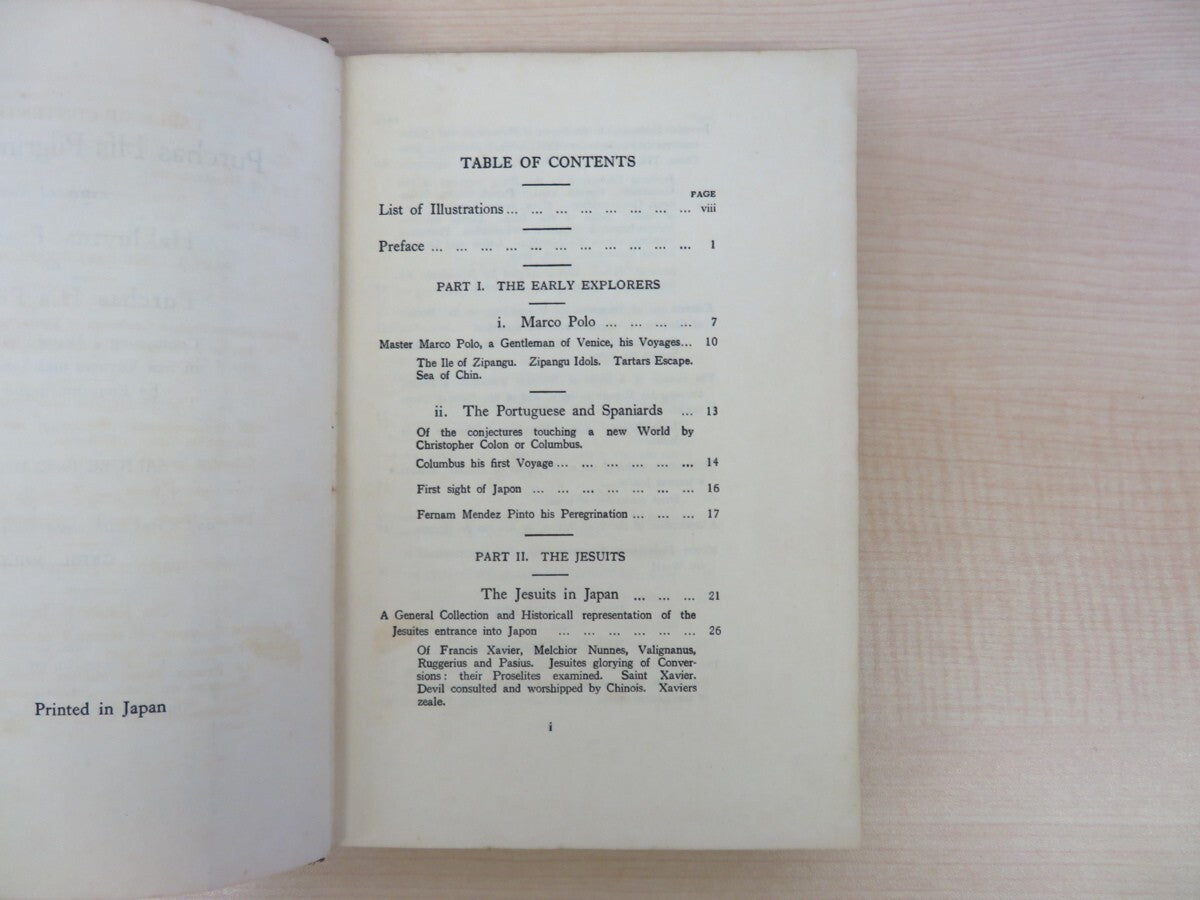 Printed in Japan
TABLE OF CONTENTS
PAGE
List of Illustrations ... ... ... ... ... ... ... ... viii
Preface ... ... ... ... ... ... ... ... ... ... ... 1
PART I. THE EARLY EXPLORERS
i. Marco Polo ... ... ... ... 7
Master Marco Polo, a Gentleman of Venice, his Voyages... 10
The Ile of Zipangu. Zipangu Idols. Tartars Escape.
Sea of Chin.
ii. The Portuguese and Spaniards ... 13
Of the conjectures touching a new World by
Christopher Colon or Columbus.
Columbus his first Voyage ... ... ... ... ... ... 14
First sight of Japon ... ... ... ... ... ... ... 16
Fernam Mendez Pinto his Peregrination ... ... ... 17
PART II. THE JESUITS
The Jesuits in Japan ... ... ... 21
A General Collection and Historicall representation of the
Jesuites entrance into Japon ... ... ... ... ... ... 26
Of Francis Xavier, Melchior Nunnes, Valignanus,
Ruggerius and Pasius. Jesuites glorying of Conver-
sions: their Proselites examined. Saint Xavier.
Devil consulted and worshipped by Chinois. Xaviers
zeale.
i